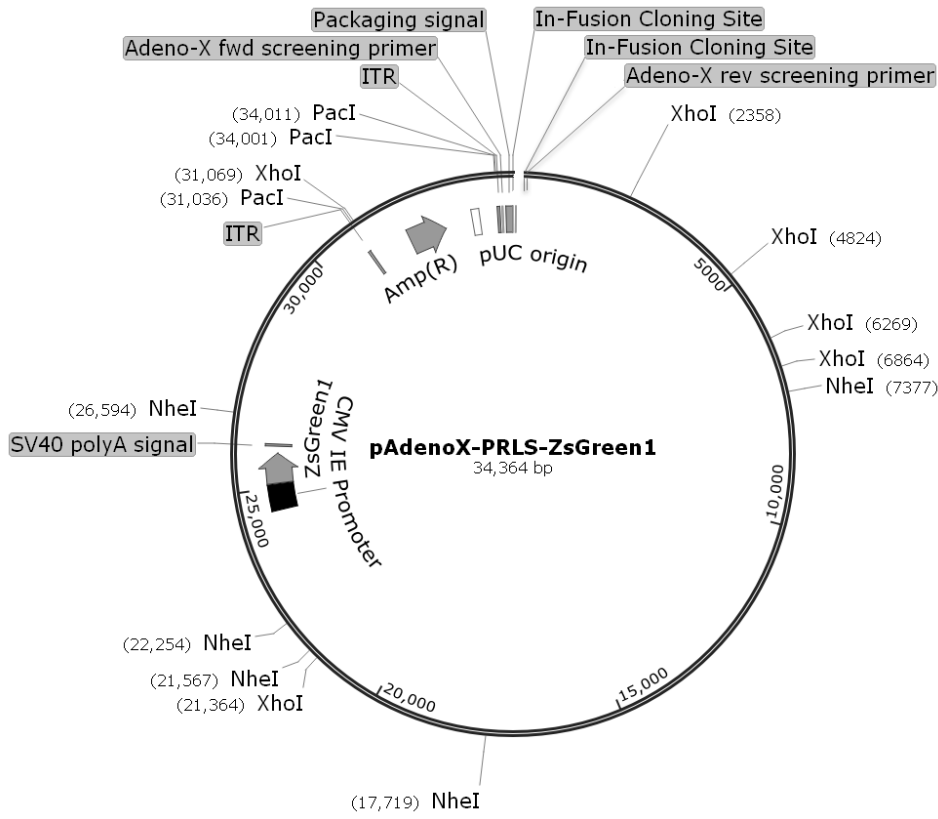 Packaging signal
In-Fusion Cloning Site
Adeno-X fwd screening primer
In-Fusion Cloning Site
ITR
Adeno-X rev screening primer
(34,011) PacI
XhoI (2358)
(34,001) PacI
(31,069) XhoI
(31,036) PacI
ITR
Amp(R)
pUC origin
XhoI (4824)
5000
30,000
XhoI (6269)
XhoI (6864)
NheI (7377)
(26,594) NheI
SV40 polyA signal
ZsGreen1
CMV IE Promoter
pAdenoX-PRLS-ZsGreen1
34,364 bp
25,000
10,000
(22,254) NheI
(21,567) NheI
(21,364) XhoI
20,000
15,000
(17,719) NheI